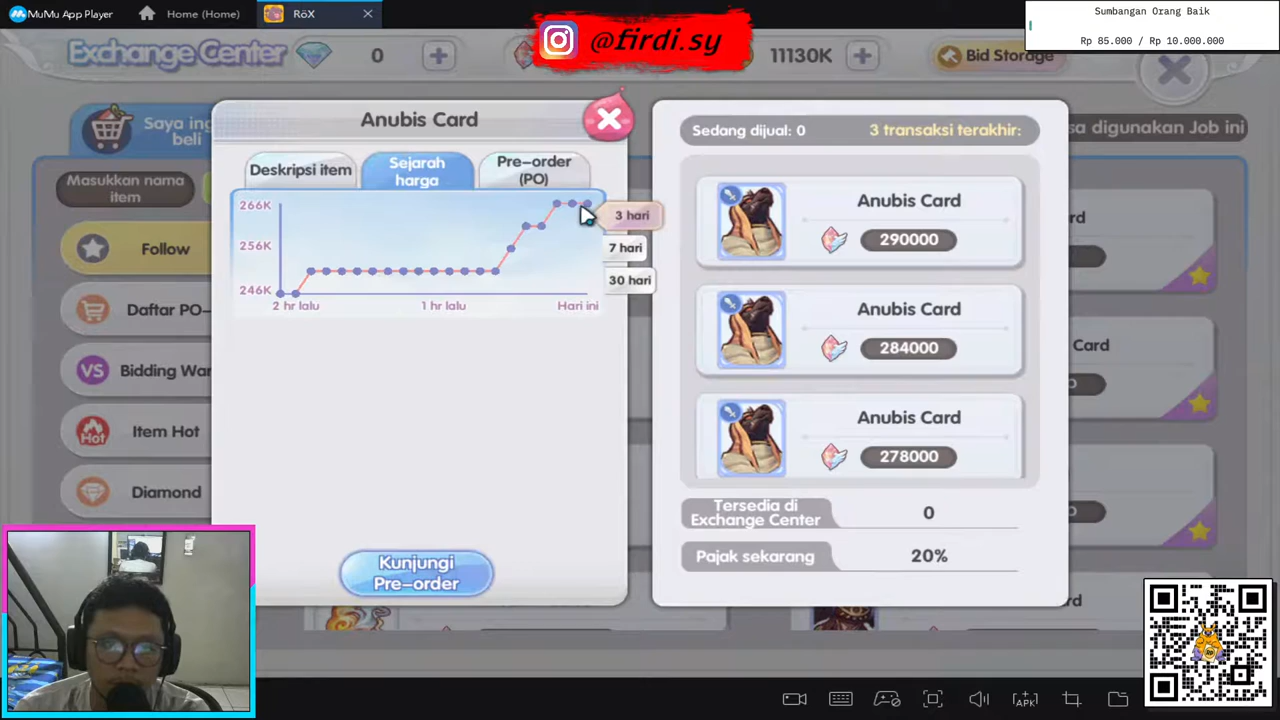 MuMu App Player
Home (Home)
RöX
Sumbangan Orang Baik
Rp 85.000 / Rp 10.000.000
@firdi.sy
Exchange Center
0
11130K
Bid Storage
Saya ing
beli
sa digunakan Job ini
Masukkan nama
item
Follow
Daftar PO-
VS
Bidding War
Hot
Item Hot
Diamond
Anubis Card
Deskripsi item
Sejarah
harga
Pre-order
(PO)
266K
256K
246K
2 hr lalu
1 hr lalu
Hari ini
3 hari
7 hari
30 hari
Kunjungi
Pre-order
Sedang dijual: 0
3 transaksi terakhir:
Anubis Card
290000
Anubis Card
284000
Anubis Card
278000
Tersedia di
Exchange Center
0
Pajak sekarang
20%
rd
Card
rd
APK